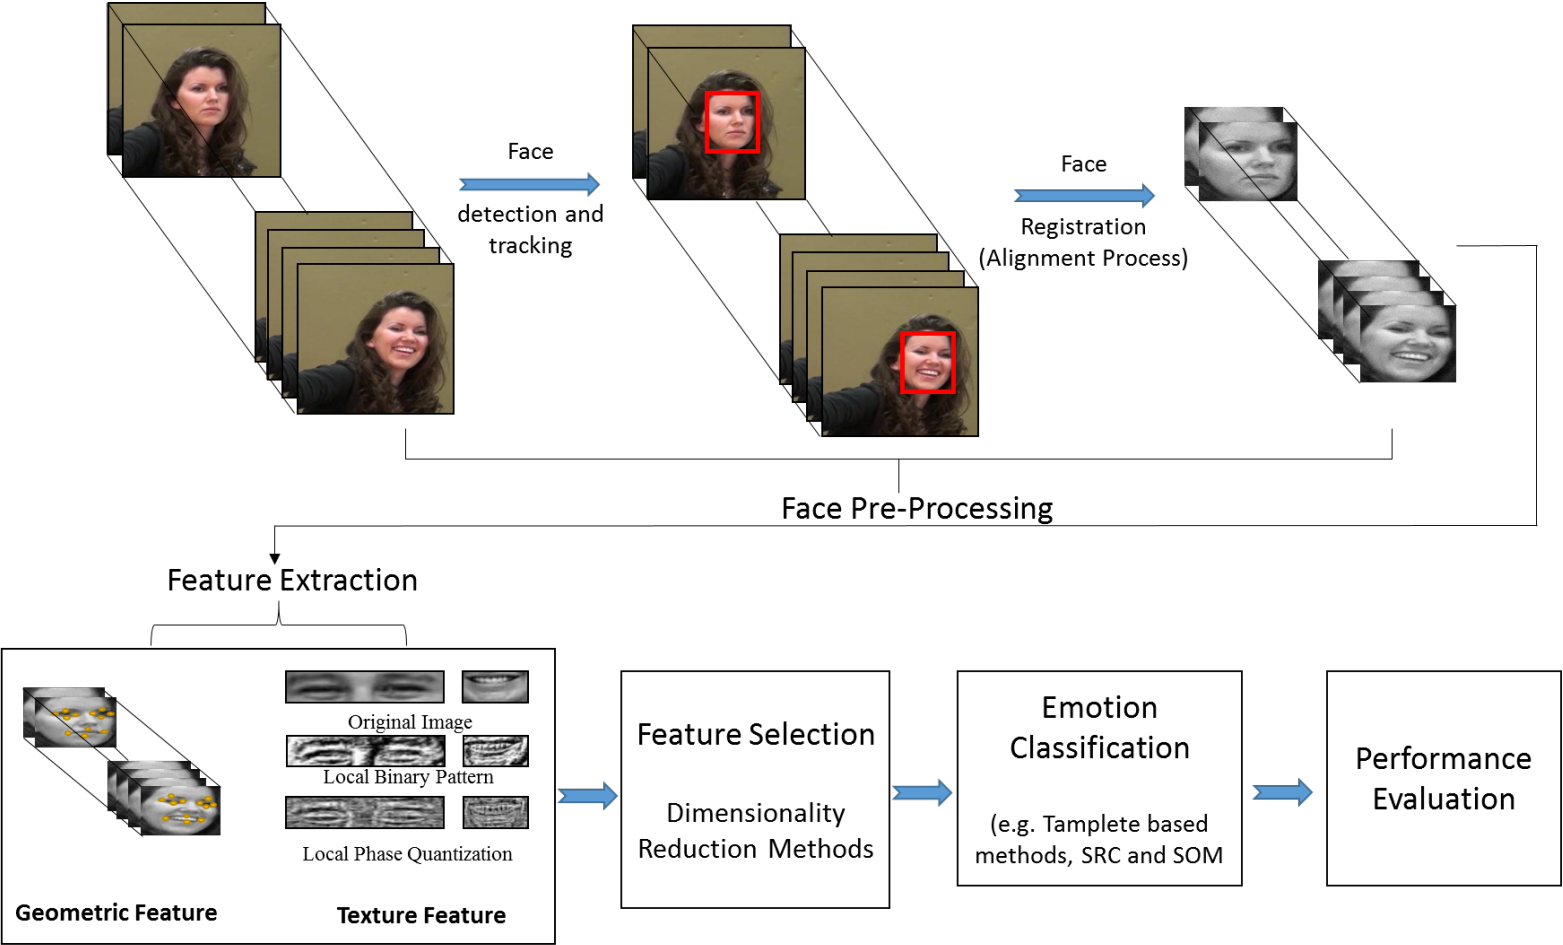 Face
detection and
tracking
Face
Registration
(Alignment Process)
Face Pre-Processing
Feature Extraction
Original Image
Local Binary Pattern
Local Phase Quantization
Geometric Feature
Texture Feature
Feature Selection
Dimensionality
Reduction Methods
Emotion
Classification
(e.g. Tamplete based
methods, SRC and SOM
Performance
Evaluation